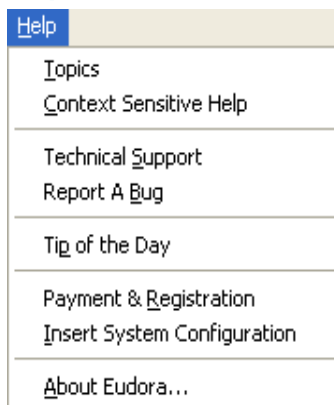 Help
Topics
Context Sensitive Help
Technical Support
Report A Bug
Tip of the Day
Payment & Registration
Insert System Configuration
About Eudora...